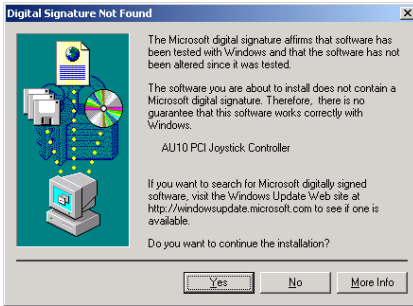 Digital Signature Not Found
The Microsoft digital signature affirms that software has
been tested with Windows and that the software has not
been altered since it was tested.
The software you are about to install does not contain a
Microsoft digital signature. Therefore, there is no
guarantee that this software works correctly with
Windows.
AU10 PCI Joystick Controller
If you want to search for Microsoft digitally signed
software, visit the Windows Update Web site at
http://windowsupdate.microsoft.com to see if one is
available.
Do you want to continue the installation?
Yes No More Info